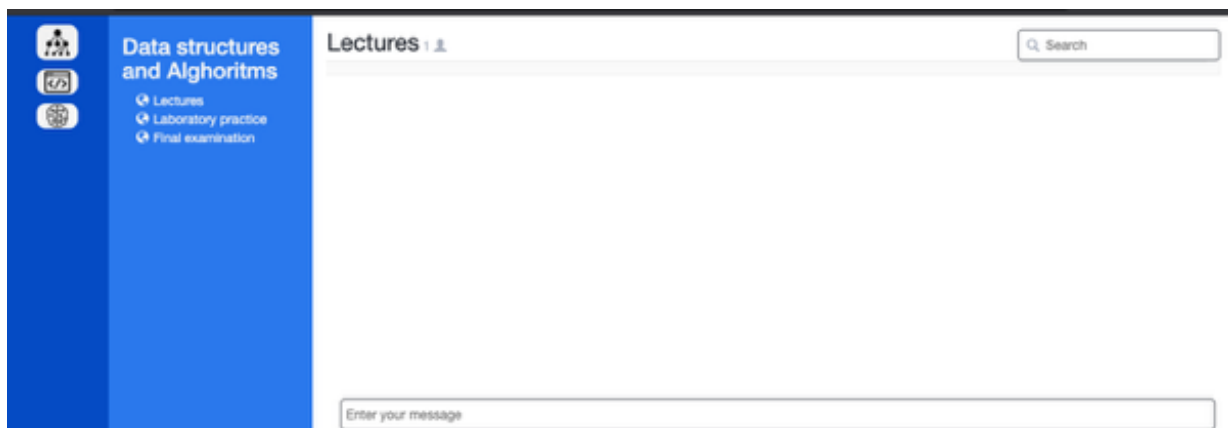 Data structures
and Alghoritms
Lectures
Laboratory practice
Final examination
Lectures 1
Search
Enter your message